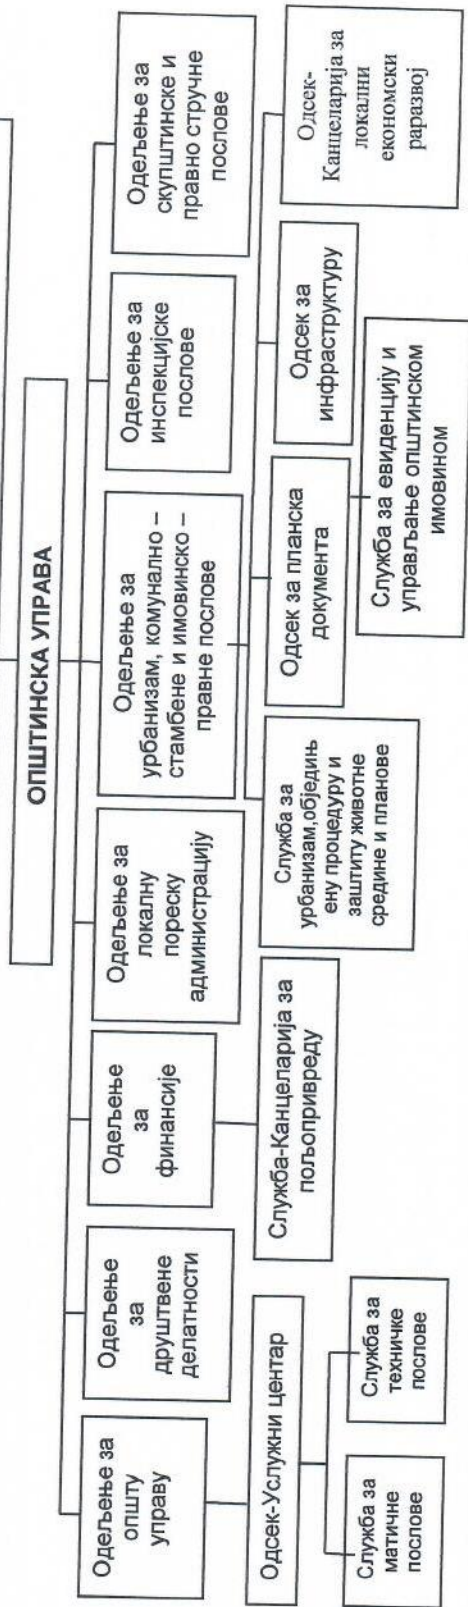 ОПШТИНСКА УПРАВА
Одељење за
општу
управу
Одељење
за
друштвене
делатности
Одељење
за
финансије
Одељење за
локалну
пореску
администрацију
Одељење за
урбанизам, комунално –
стамбене и имовинско –
правне послове
Одељење за
инспекцијске
послове
Одељење за
скупштинске и
правно стручне
послове
Одсек-Услужни центар
Служба-Канцеларија за
пољопривреду
Служба за
урбанизам,обједињ
ену процедуру и
заштиту животне
средине и планове
Одсек за планска
документа
Одсек за
инфраструктуру
Одсек-
Канцеларија за
локални
економски
раразвој
Служба за
матичне
послове
Служба за
техничке
послове
Служба за евиденцију и
управљање општинском
имовином